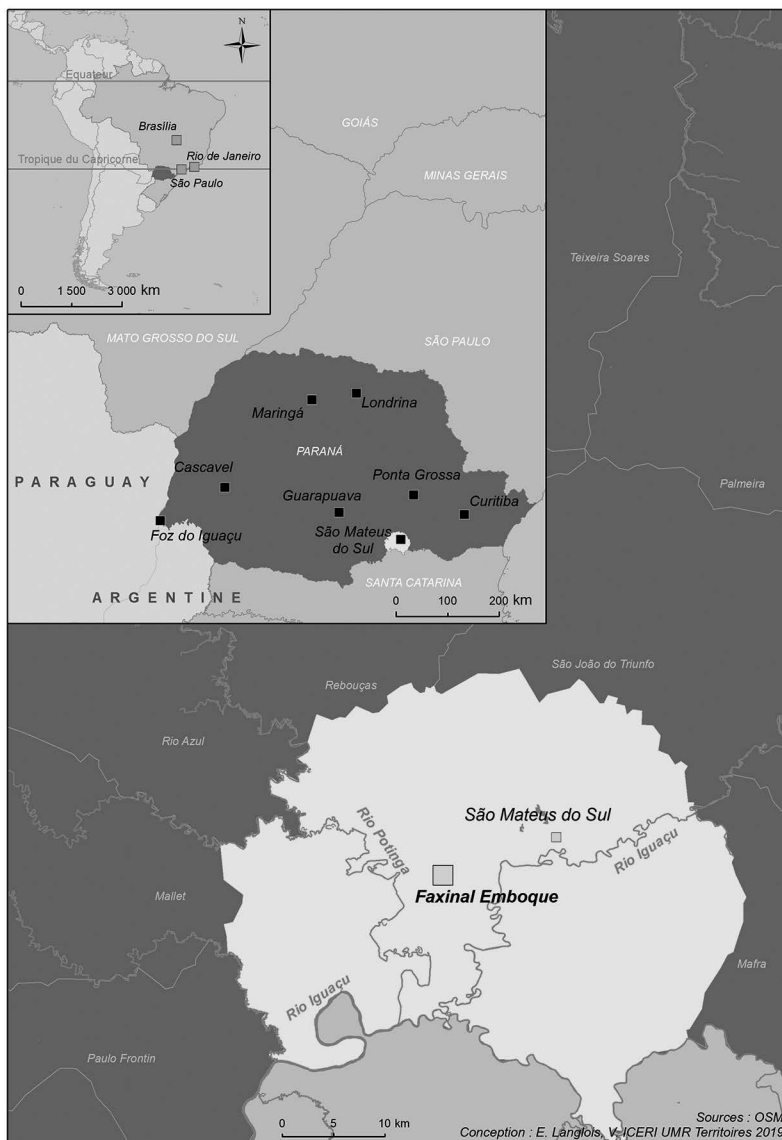 N
Equateur
Brasília
Rio de Janeiro
Tropique du Capricorne
São Paulo
0 1 500 3 000 km
GOIÁS
MINAS GERAIS
MATO GROSSO DO SUL
SÃO PAULO
Maringá
Londrina
PARANÁ
PARAGUAY
Cascavel
Ponta Grossa
Guarapuava
Curitiba
Foz do Iguaçu
São Mateus
do Sul
SANTA CATARINA
ARGENTINE
0 100 200 km
Teixeira Soares
Palmeira
São João do Triunfo
Rebouças
Rio Azul
São Mateus do Sul
Rio Potinga
Rio Iguaçu
Faxinal Emboque
Mallet
Rio Iguaçu
Mafra
Paulo Frontin
0 5 10 km
Sources : OSM
Conception : E. Langlois, V. ICERI UMR Territoires 2019